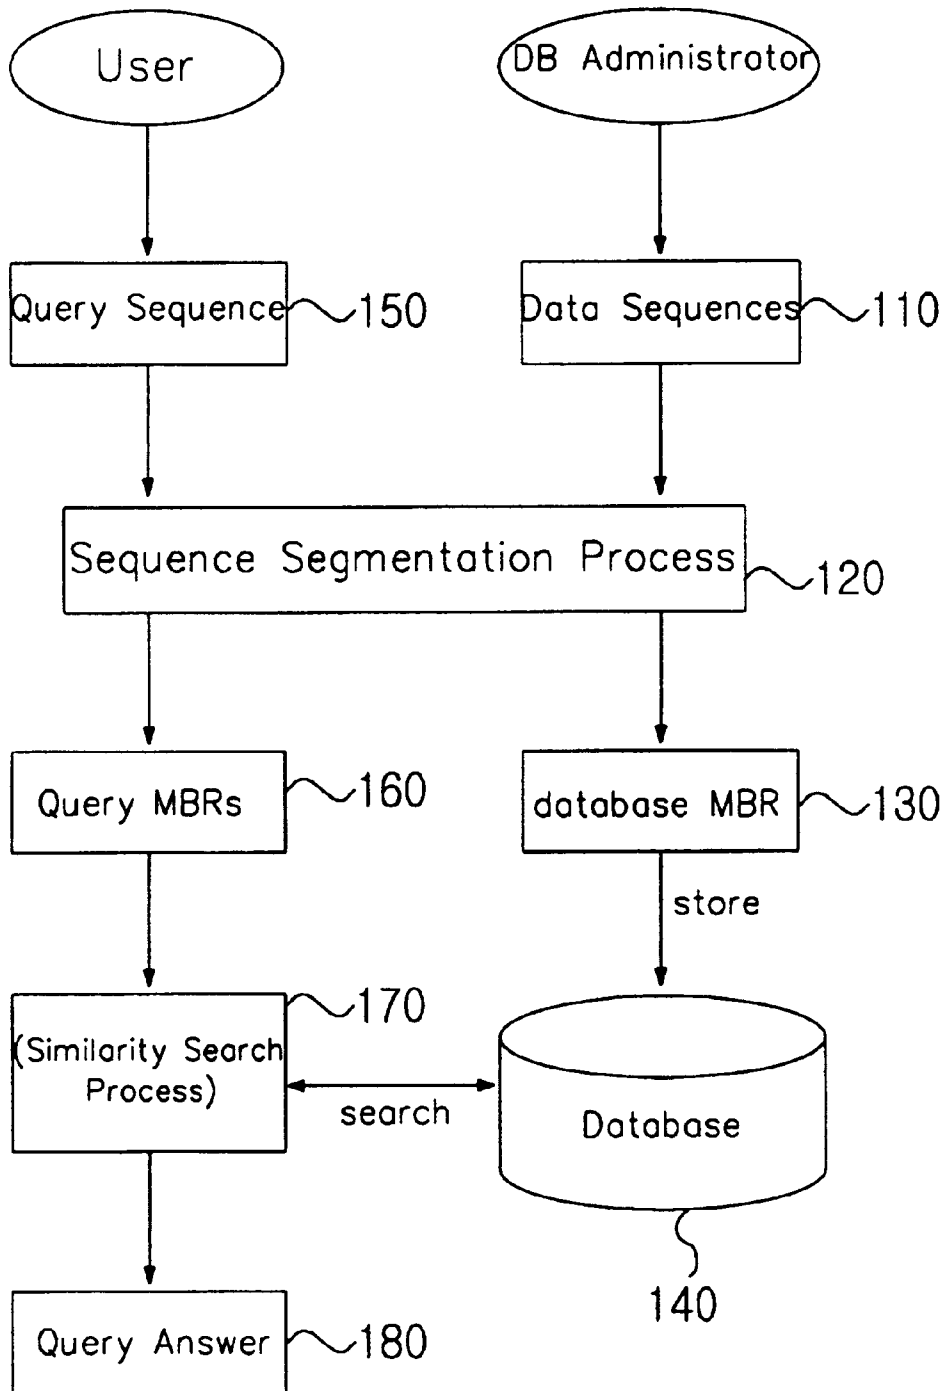 User
DB Administrator
Query Sequence
150
Data Sequences
110
Sequence Segmentation Process
120
Query MBRs
160
database MBR
130
store
170
(Similarity Search
Process)
search
Database
140
Query Answer
180